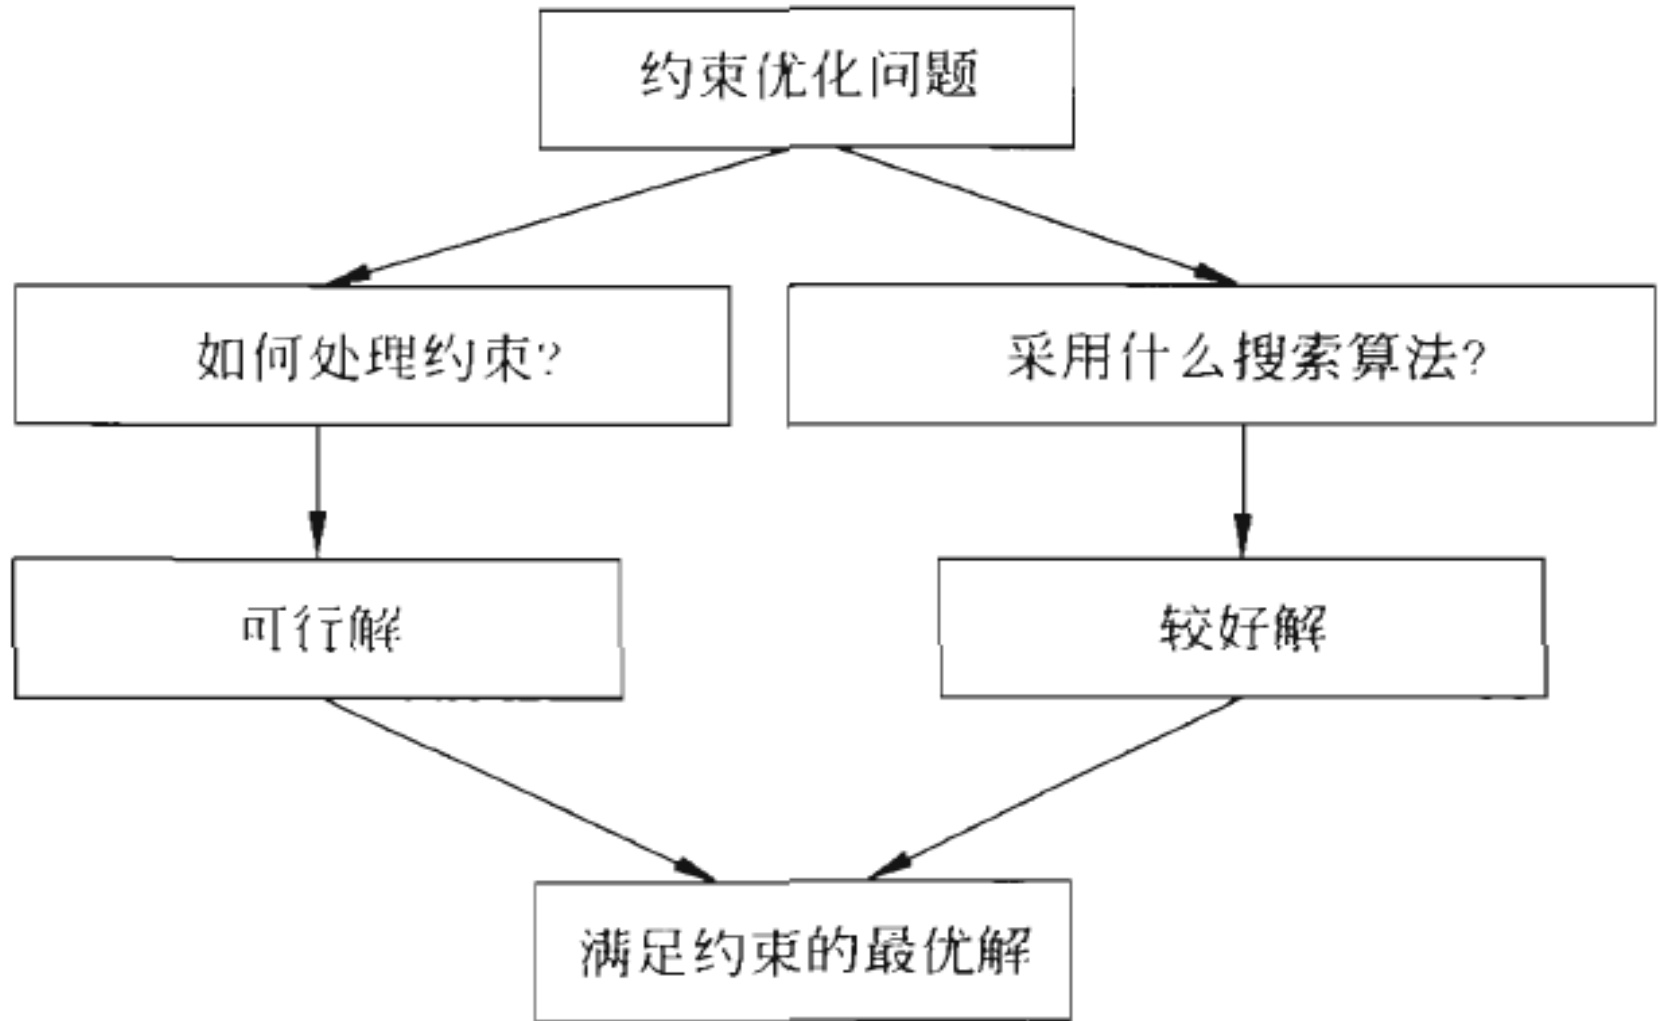 约束优化问题
如何处理约束?
采用什么搜索算法?
可行解
较好解
满足约束的最优解